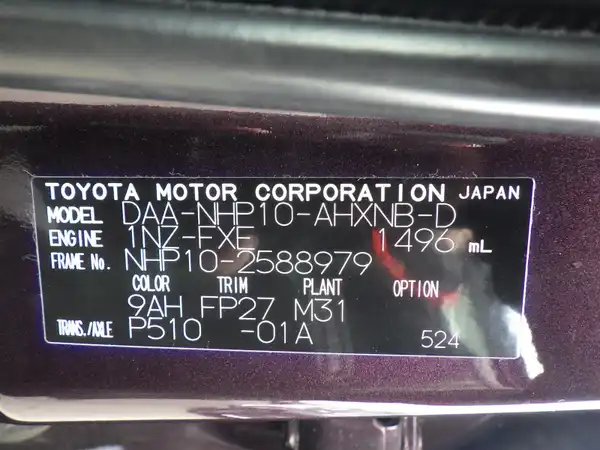 TOYOTA MOTOR CORPORATION JAPAN
MODEL DAA-NHP10-AHXNB-D
ENGINE 1NZ-FXE 1496 mL
FRAME No. NHP10-2588979
COLOR TRIM PLANT OPTION
9AH FP27 M31
TRANS./AXLE P510 -01A 524